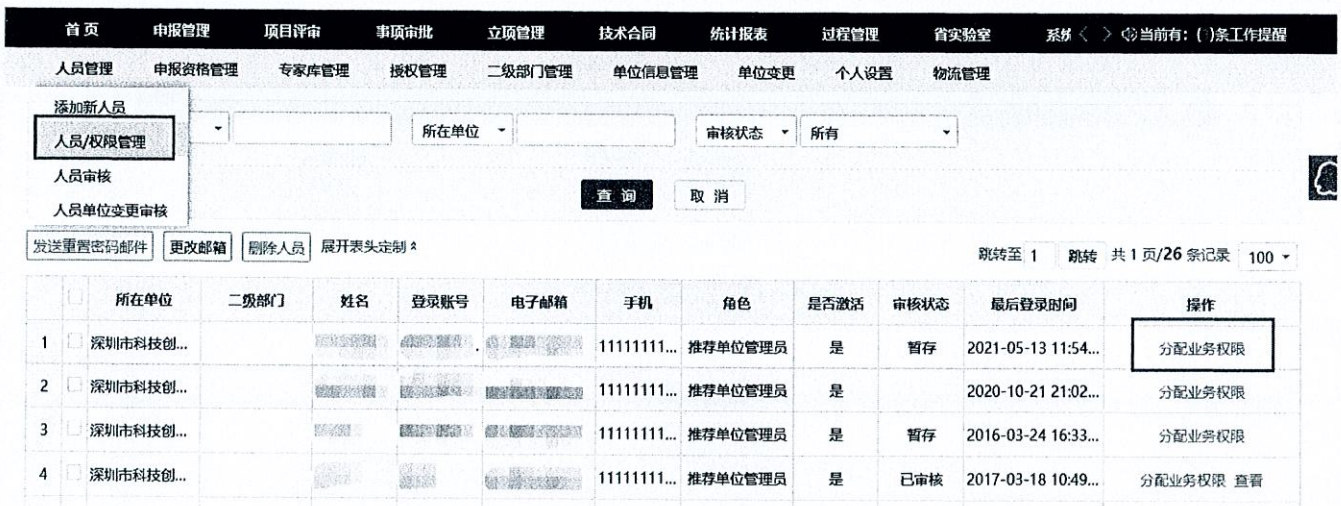 首页 申报管理 项目评审 事项审批 立项管理 技术合同 统计报表 过程管理 省实验室 系统 < > 当前有：( )条工作提醒
人员管理 申报资格管理 专家库管理 授权管理 二级部门管理 单位信息管理 单位变更 个人设置 物流管理
添加新人员
人员/权限管理 所在单位 审核状态 所有
人员审核
查 询 取 消
人员单位变更审核
发送重置密码邮件 更改邮箱 删除人员 展开表头定制 跳转至 1 跳转 共 1 页/26 条记录 100
所在单位 二级部门 姓名 登录账号 电子邮箱 手机 角色 是否激活 审核状态 最后登录时间 操作
1 深圳市科技创... 11111111... 推荐单位管理员 是 暂存 2021-05-13 11:54... 分配业务权限
2 深圳市科技创... 11111111... 推荐单位管理员 是 2020-10-21 21:02... 分配业务权限
3 深圳市科技创... 11111111... 推荐单位管理员 是 暂存 2016-03-24 16:33... 分配业务权限
4 深圳市科技创... 11111111... 推荐单位管理员 是 已审核 2017-03-18 10:49... 分配业务权限 查看